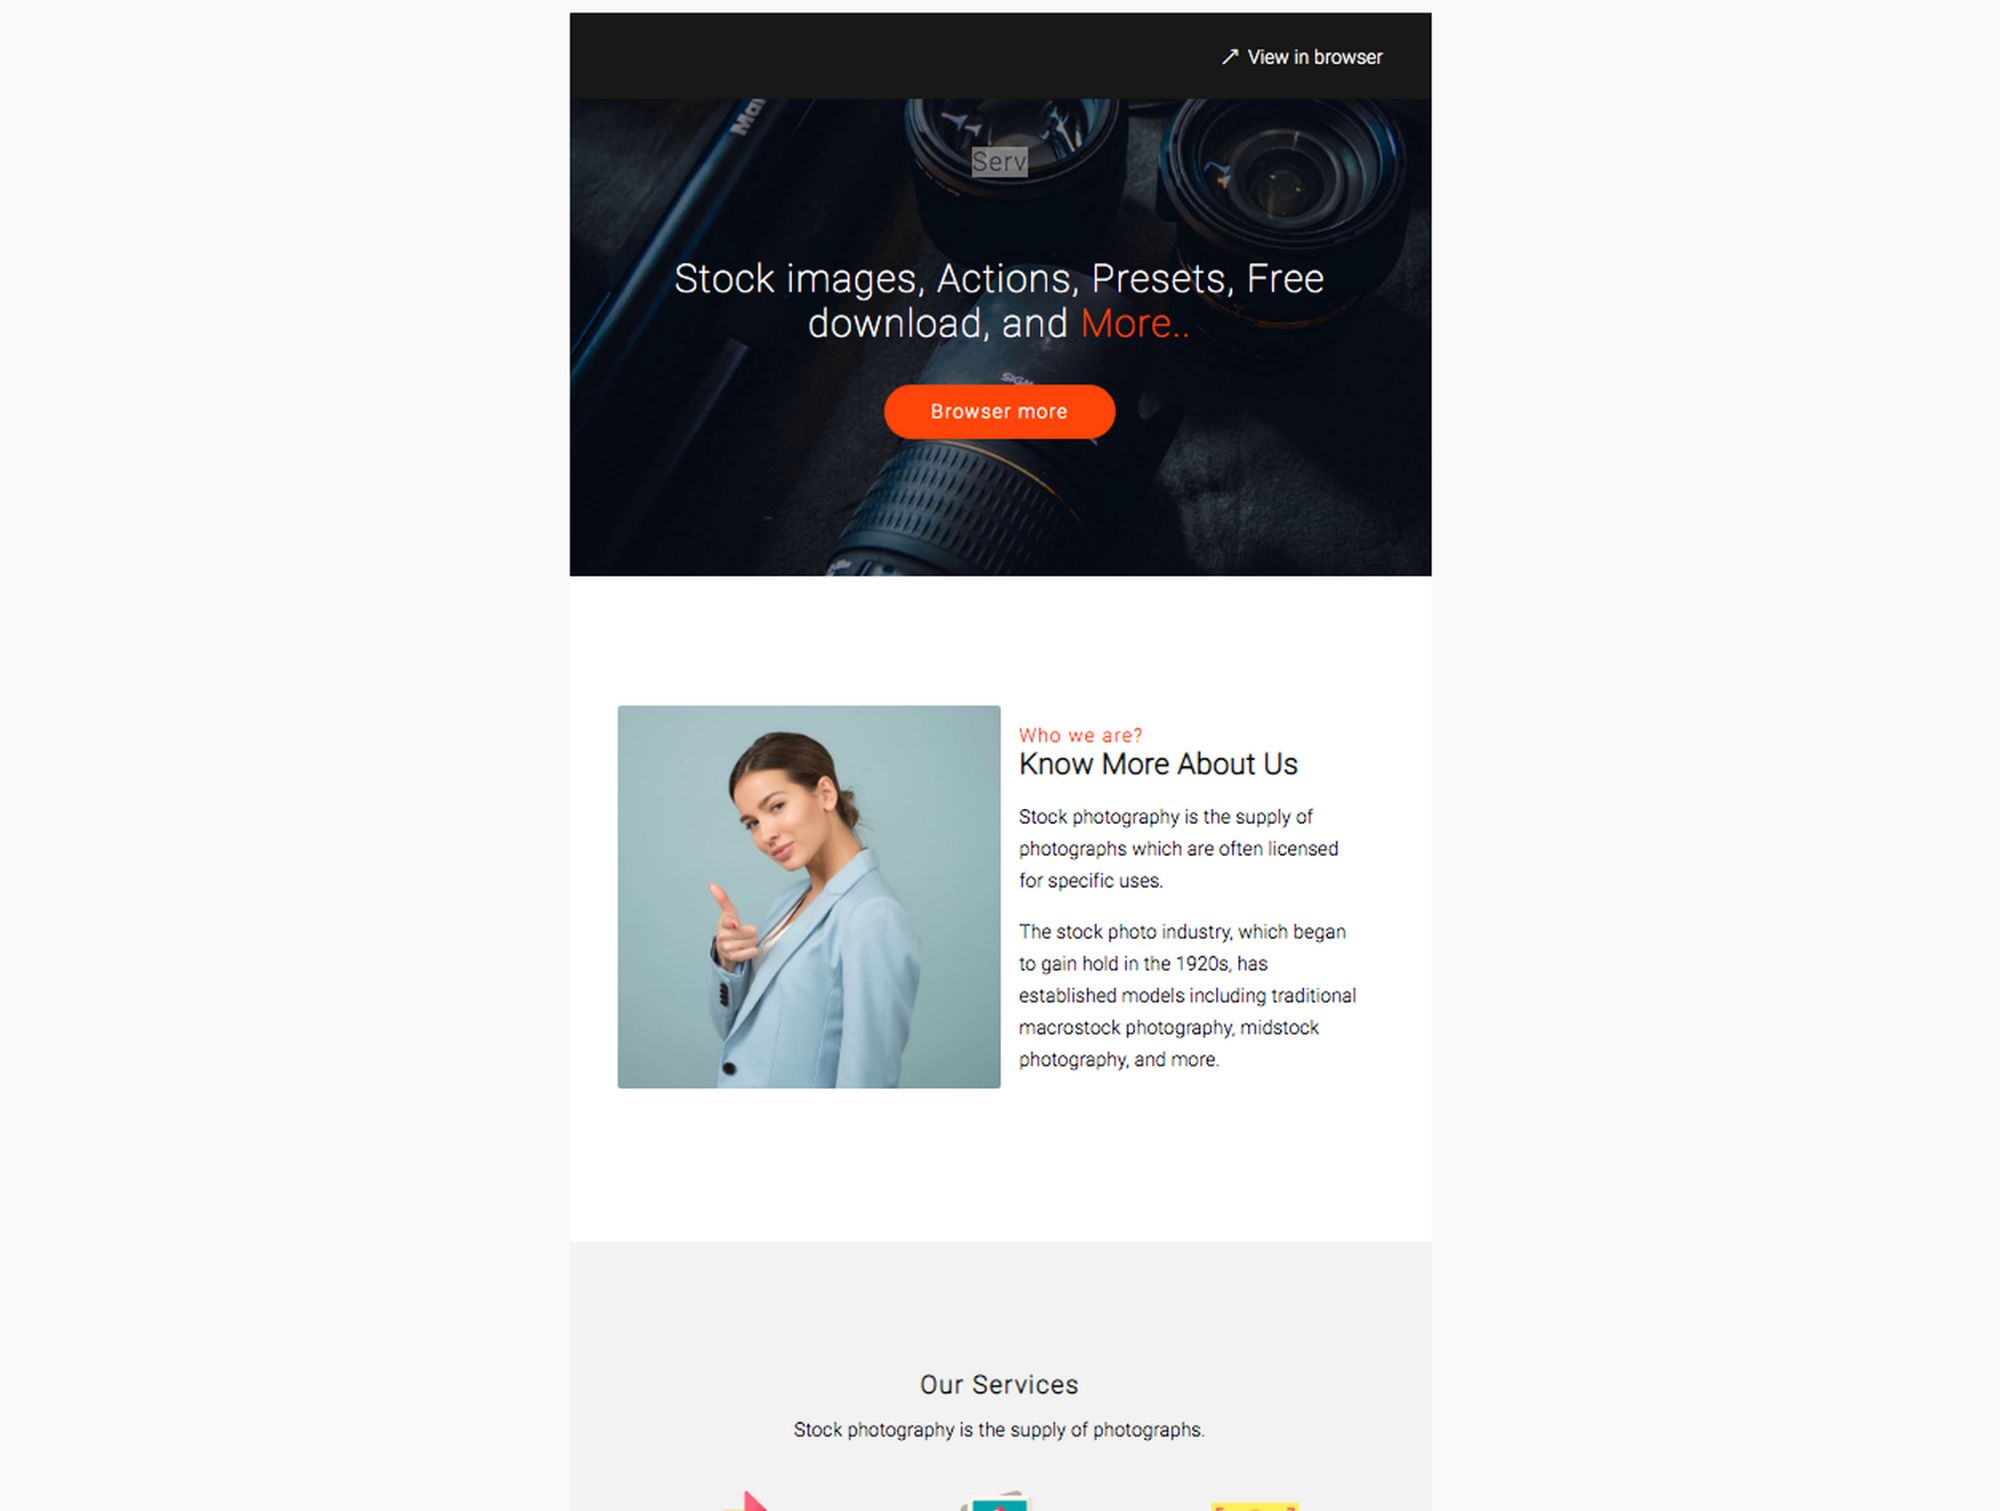 ↗ View in browser
Serv
Stock images, Actions, Presets, Free
download, and More..
Browser more
Who we are?
Know More About Us
Stock photography is the supply of
photographs which are often licensed
for specific uses.
The stock photo industry, which began
to gain hold in the 1920s, has
established models including traditional
macrostock photography, midstock
photography, and more.
Our Services
Stock photography is the supply of photographs.